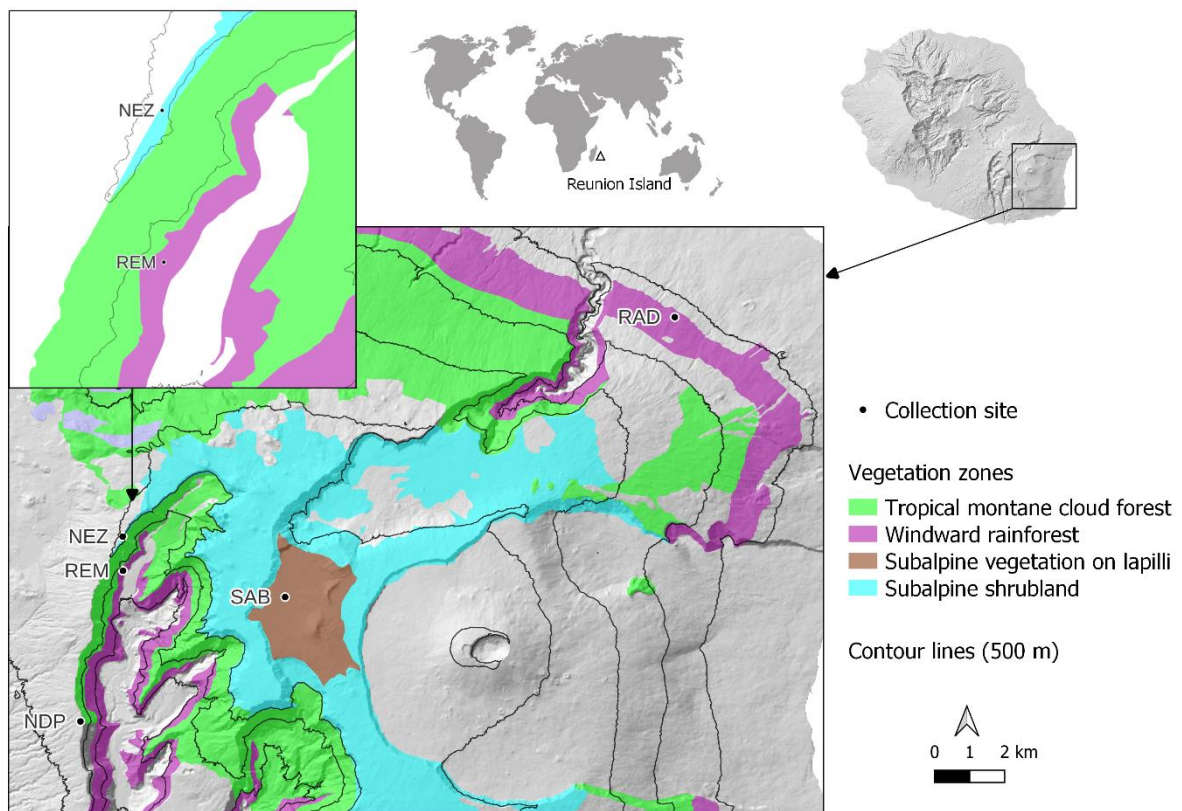 NEZ
REM
Reunion Island
RAD
NEZ
REM
SAB
NDP
Collection site
Vegetation zones
Tropical montane cloud forest
Windward rainforest
Subalpine vegetation on lapilli
Subalpine shrubland
Contour lines (500 m)
0 1 2 km